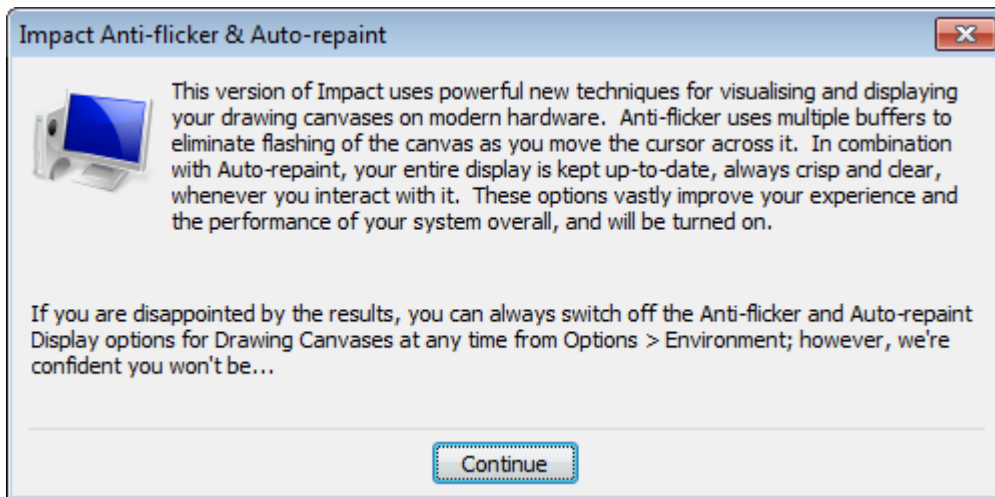 Impact Anti-flicker & Auto-repaint
This version of Impact uses powerful new techniques for visualising and displaying
your drawing canvases on modern hardware.  Anti-flicker uses multiple buffers to
eliminate flashing of the canvas as you move the cursor across it.  In combination
with Auto-repaint, your entire display is kept up-to-date, always crisp and clear,
whenever you interact with it.  These options vastly improve your experience and
the performance of your system overall, and will be turned on.
If you are disappointed by the results, you can always switch off the Anti-flicker and Auto-repaint
Display options for Drawing Canvases at any time from Options > Environment; however, we're
confident you won't be...
Continue